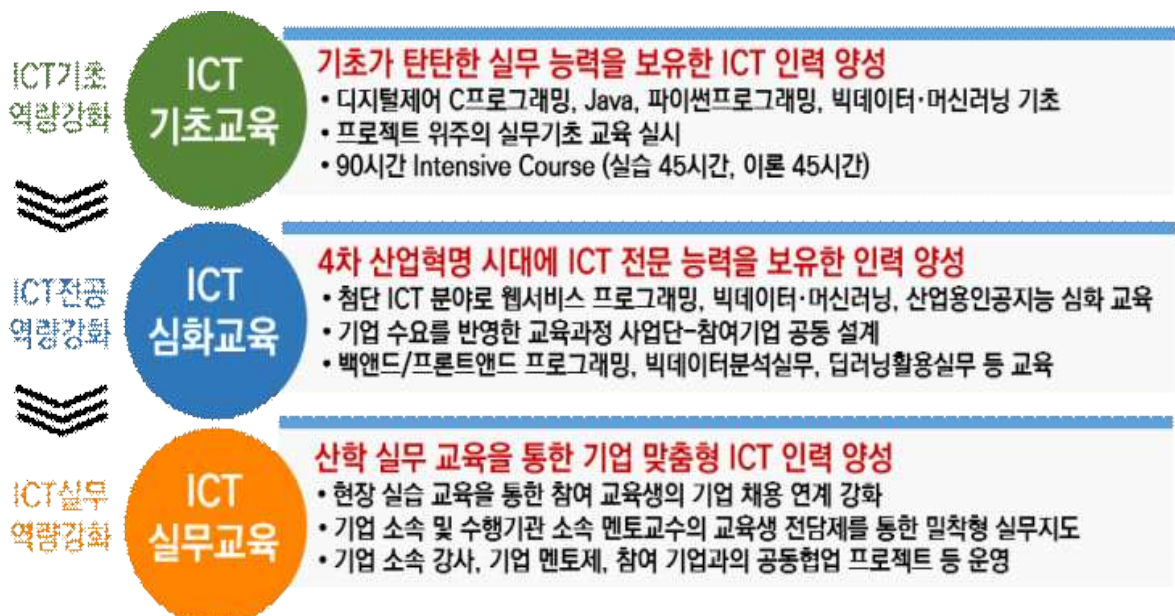 ICT기초
역량강화
ICT
기초교육
기초가 탄탄한 실무 능력을 보유한 ICT 인력 양성
• 디지털제어 C프로그래밍, Java, 파이썬프로그래밍, 빅데이터·머신러닝 기초
• 프로젝트 위주의 실무기초 교육 실시
• 90시간 Intensive Course (실습 45시간, 이론 45시간)
ICT전공
역량강화
ICT
심화교육
4차 산업혁명 시대에 ICT 전문 능력을 보유한 인력 양성
• 첨단 ICT 분야로 웹서비스 프로그래밍, 빅데이터·머신러닝, 산업용인공지능 심화 교육
• 기업 수요를 반영한 교육과정 사업단-참여기업 공동 설계
• 백앤드/프론트앤드 프로그래밍, 빅데이터분석실무, 딥러닝활용실무 등 교육
ICT실무
역량강화
ICT
실무교육
산학 실무 교육을 통한 기업 맞춤형 ICT 인력 양성
• 현장 실습 교육을 통한 참여 교육생의 기업 채용 연계 강화
• 기업 소속 및 수행기관 소속 멘토교수의 교육생 전담제를 통한 밀착형 실무지도
• 기업 소속 강사, 기업 멘토제, 참여 기업과의 공동협업 프로젝트 등 운영